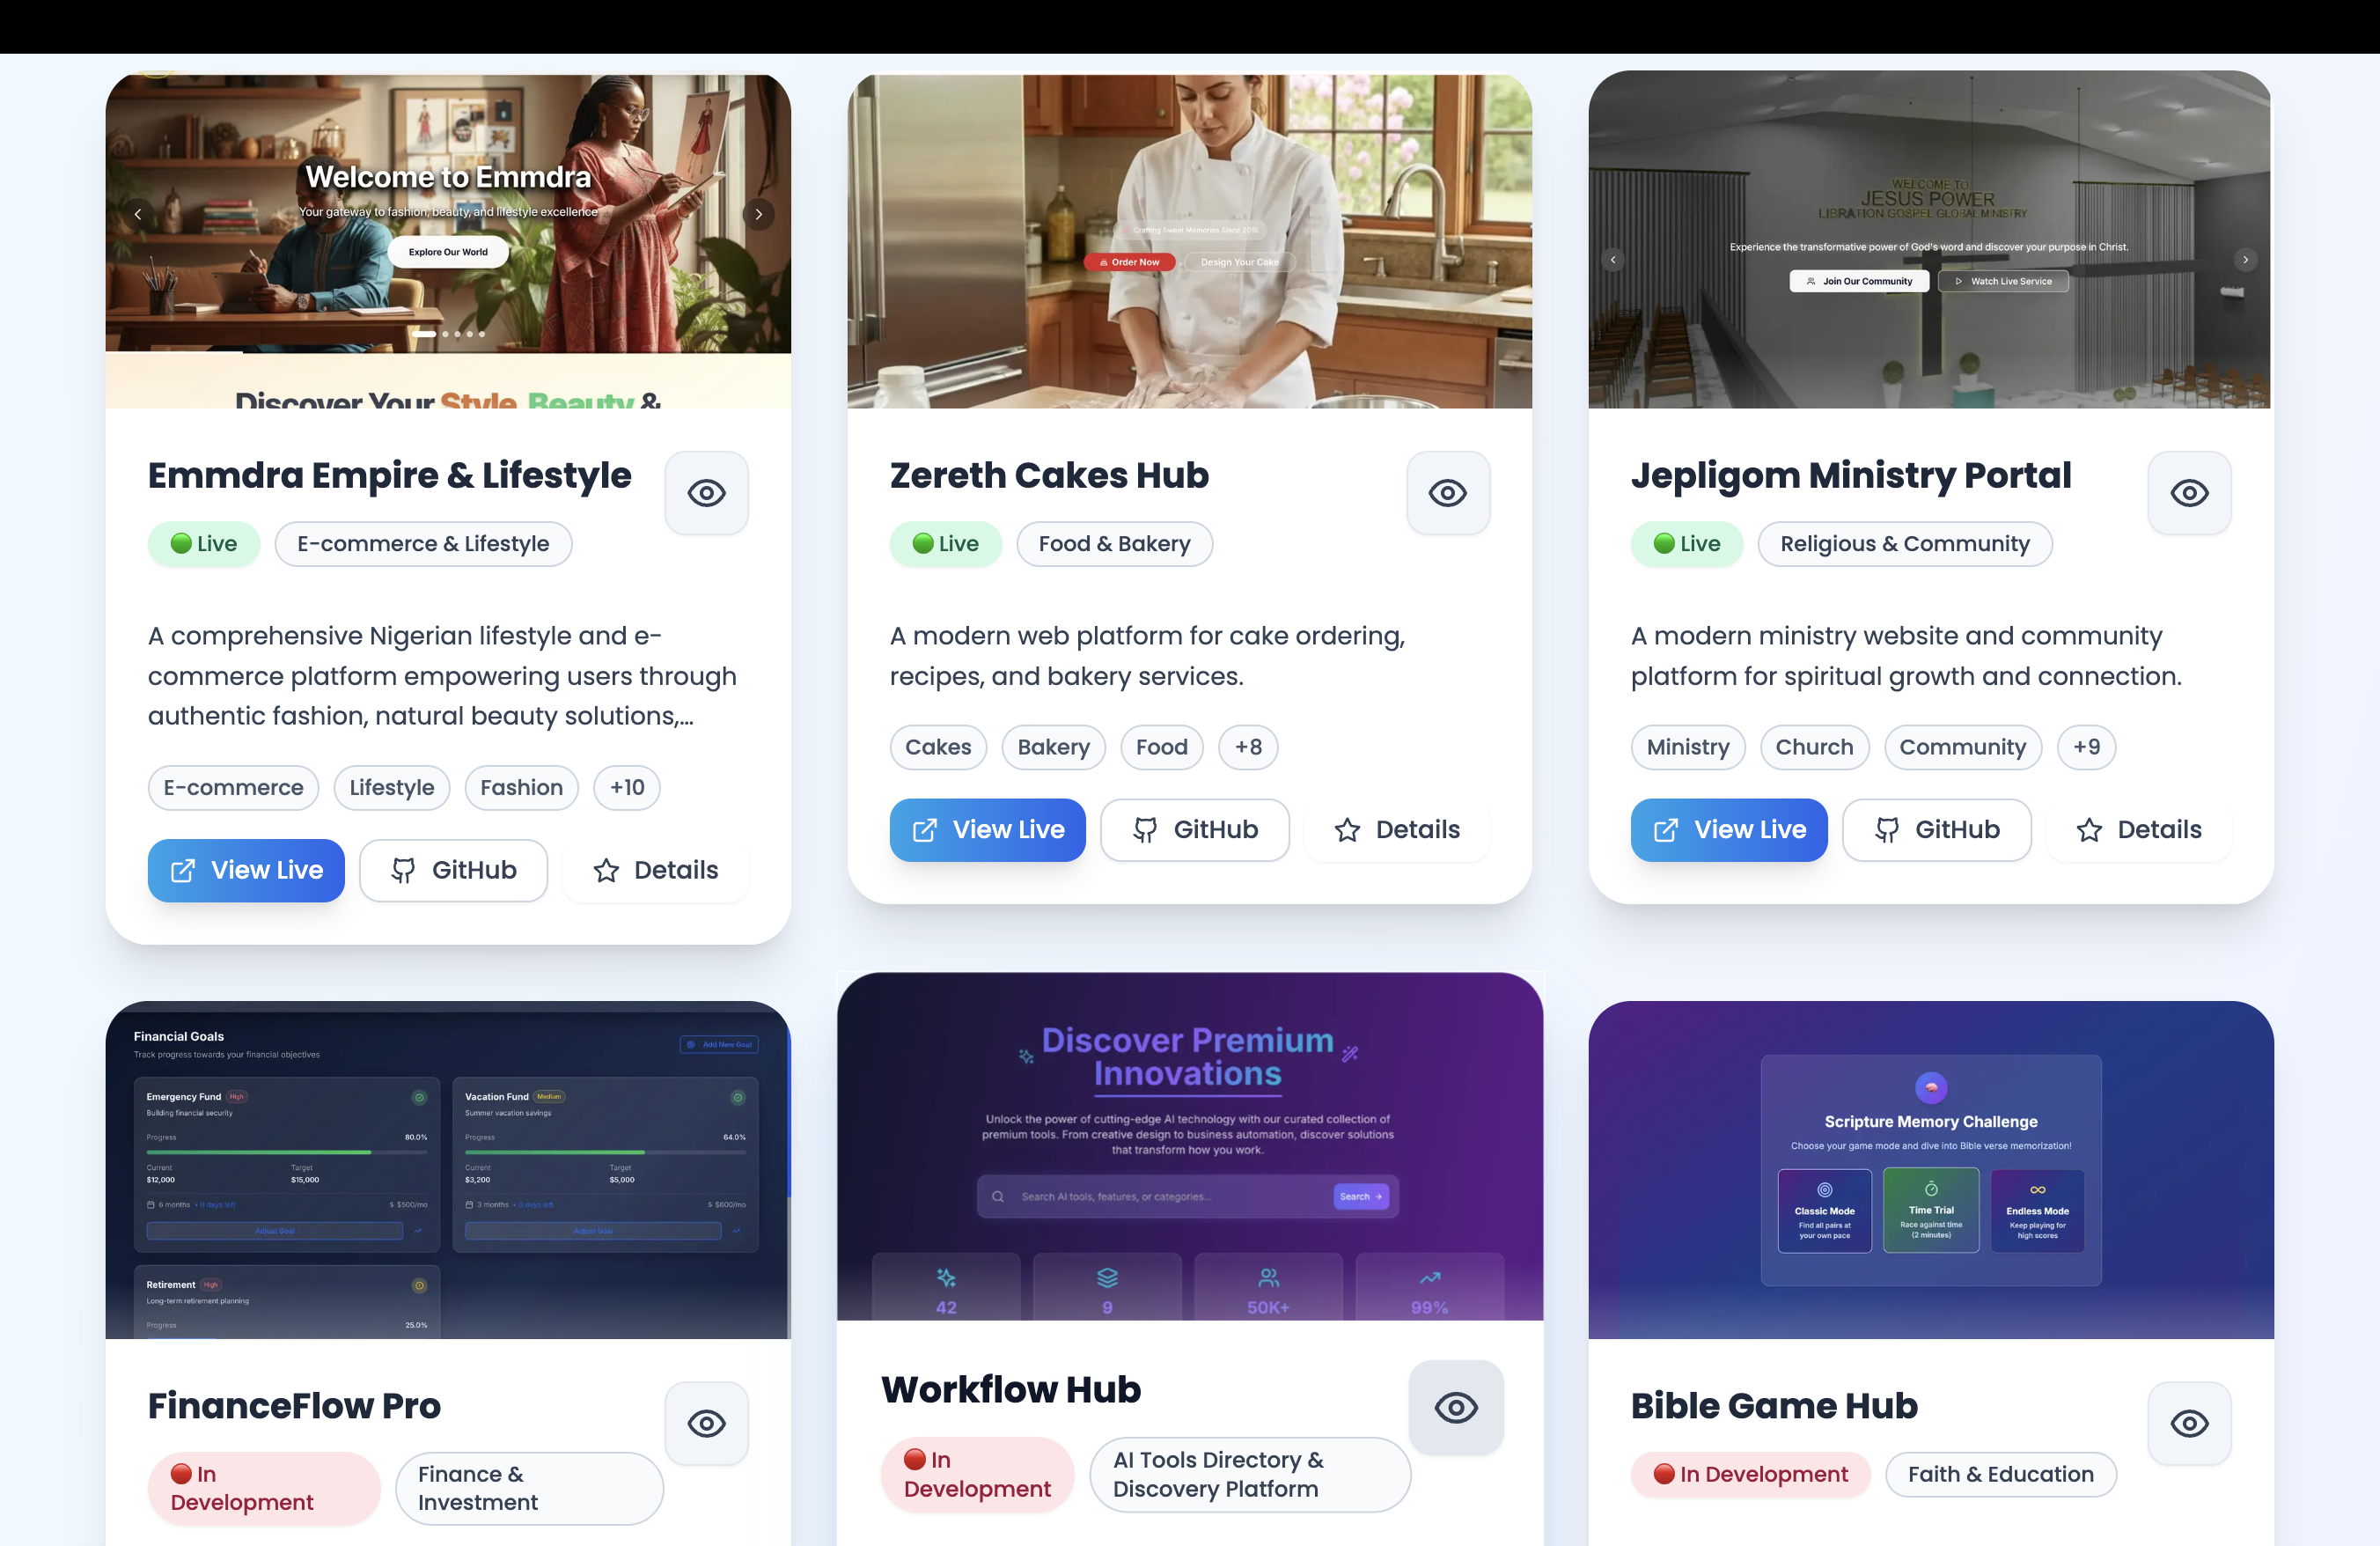 Welcome to Emmdra
Your gateway to fashion, beauty, and lifestyle excellence
Explore Our World
Discover Your Style, Beauty &
Emmdra Empire & Lifestyle
🟢 Live
E-commerce & Lifestyle
A comprehensive Nigerian lifestyle and e-
commerce platform empowering users through
authentic fashion, natural beauty solutions,...
E-commerce
Lifestyle
Fashion
+10
View Live
GitHub
Details
Crafting Sweet Memories Since 2015
Order Now
Design Your Cake
Zereth Cakes Hub
🟢 Live
Food & Bakery
A modern web platform for cake ordering,
recipes, and bakery services.
Cakes
Bakery
Food
+8
View Live
GitHub
Details
WELCOME TO
JESUS POWER
LIBRATION GOSPEL GLOBAL MINISTRY
Experience the transformative power of God's word and discover your purpose in Christ.
Join Our Community
Watch Live Service
Jepligom Ministry Portal
🟢 Live
Religious & Community
A modern ministry website and community
platform for spiritual growth and connection.
Ministry
Church
Community
+9
View Live
GitHub
Details
Financial Goals
Track progress towards your financial objectives
Add New Goal
Emergency Fund
High
Building financial security
Progress
80.0%
Current
Target
$12,000
$15,000
6 months
• 0 days left
$ $500/mo
Adjust Goal
Vacation Fund
Medium
Summer vacation savings
Progress
64.0%
Current
Target
$3,200
$5,000
3 months
• 0 days left
$ $600/mo
Adjust Goal
Retirement
High
Long-term retirement planning
Progress
25.0%
FinanceFlow Pro
🔴 In
Development
Finance &
Investment
Discover Premium
Innovations
Unlock the power of cutting-edge AI technology with our curated collection of
premium tools. From creative design to business automation, discover solutions
that transform how you work.
Search AI tools, features, or categories...
Search →
42
9
50K+
99%
Workflow Hub
🔴 In
Development
AI Tools Directory &
Discovery Platform
Scripture Memory Challenge
Choose your game mode and dive into Bible verse memorization!
Classic Mode
Find all pairs at
your own pace
Time Trial
Race against time
(2 minutes)
Endless Mode
Keep playing for
high scores
Bible Game Hub
🔴 In Development
Faith & Education